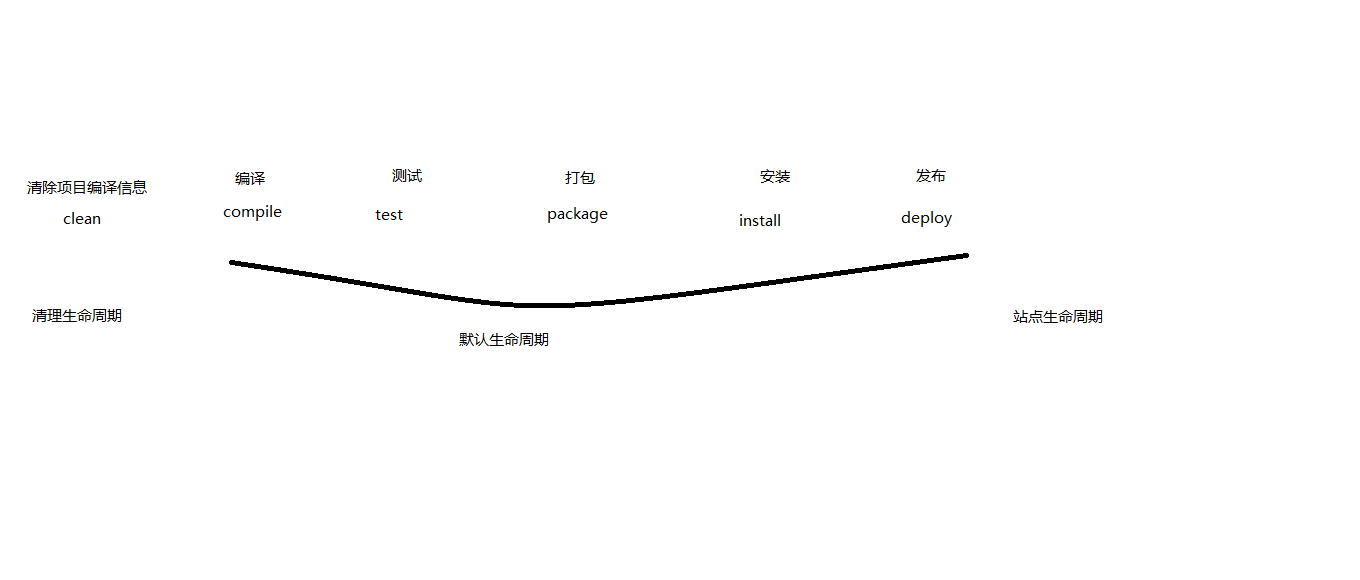 清除项目编译信息
clean
编译
compile
测试
test
打包
package
安装
install
发布
deploy
清理生命周期
默认生命周期
站点生命周期